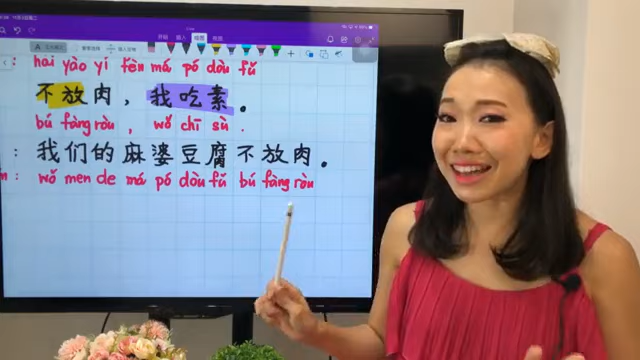 hái yào yí fèn má pó dòu fǔ
不放肉，我吃素。
bú fàng ròu , wǒ chī sù .
: 我们的麻婆豆腐不放肉。
: wǒ men de má pó dòu fǔ bú fàng ròu